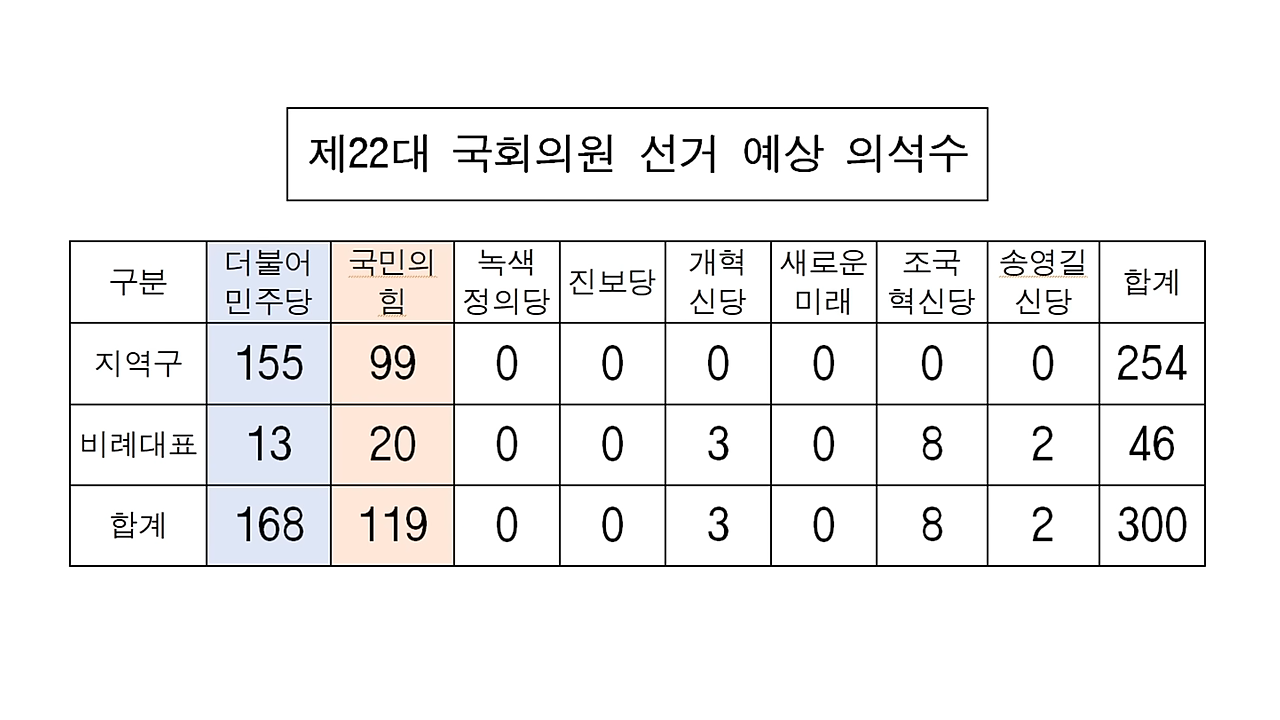 제22대 국회의원 선거 예상 의석수
구분 더불어민주당 국민의힘 녹색정의당 진보당 개혁신당 새로운미래 조국혁신당 송영길신당 합계
지역구 155 99 0 0 0 0 0 0 254
비례대표 13 20 0 0 3 0 8 2 46
합계 168 119 0 0 3 0 8 2 300